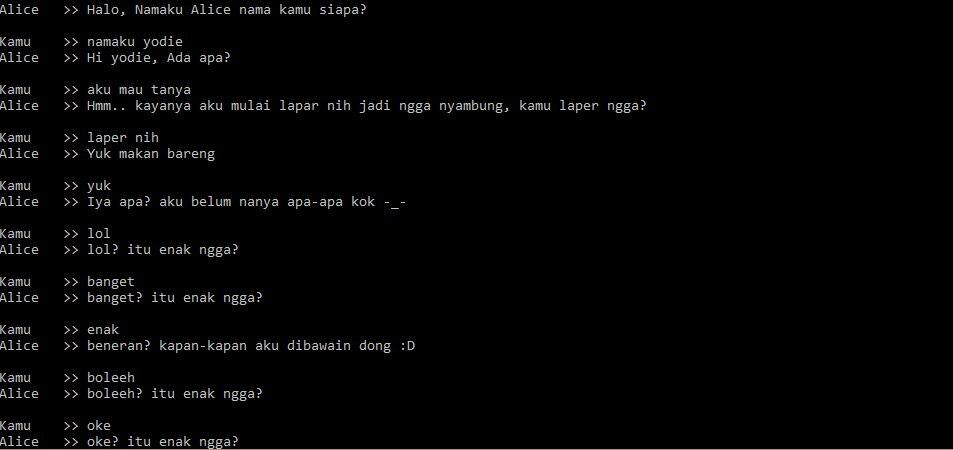 Alice >> Halo, Namaku Alice nama kamu siapa?
Kamu >> namaku yodie
Alice >> Hi yodie, Ada apa?
Kamu >> aku mau tanya
Alice >> Hmm.. kayanya aku mulai lapar nih jadi ngga nyambung, kamu laper ngga?
Kamu >> laper nih
Alice >> Yuk makan bareng
Kamu >> yuk
Alice >> Iya apa? aku belum nanya apa-apa kok -_-
Kamu >> lol
Alice >> lol? itu enak ngga?
Kamu >> banget
Alice >> banget? itu enak ngga?
Kamu >> enak
Alice >> beneran? kapan-kapan aku dibawain dong :D
Kamu >> boleeh
Alice >> boleeh? itu enak ngga?
Kamu >> oke
Alice >> oke? itu enak ngga?